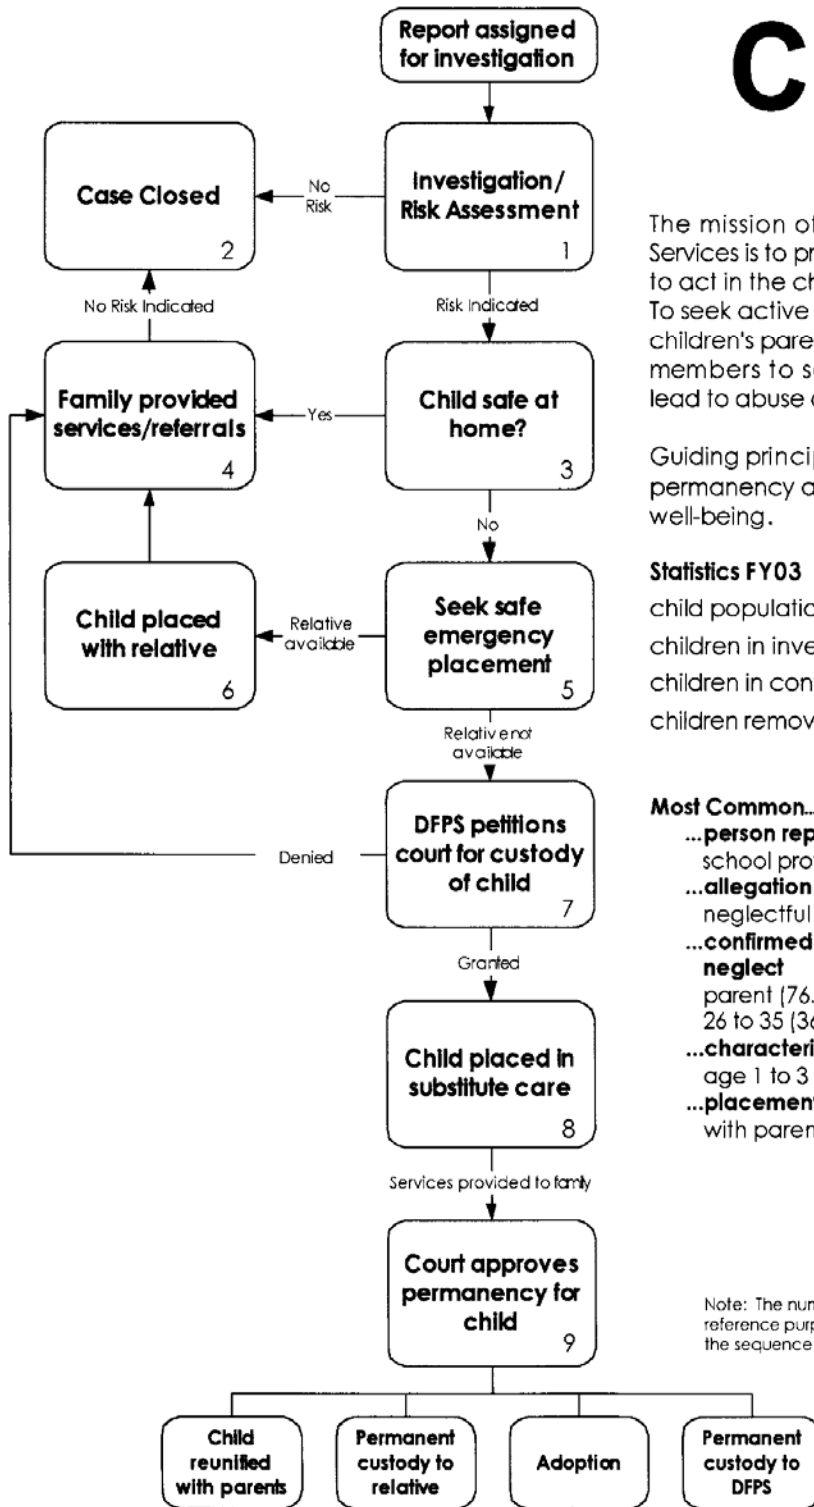 Report assigned
for investigation
C
Case Closed
2
No
Risk
Investigation/
Risk Assessment
1
No Risk Indicated
Risk Indicated
Family provided
services/referrals
4
Yes
Child safe at
home?
3
No
Child placed
with relative
6
Relative
available
Seek safe
emergency
placement
5
Relative not
available
DFPS petitions
court for custody
of child
7
Denied
Granted
Child placed in
substitute care
8
Services provided to family
Court approves
permanency for
child
9
Child
reunified
with parents
Permanent
custody to
relative
Adoption
Permanent
custody to
DFPS
The mission of
Services is to pr
to act in the ch
To seek active
children's pare
members to s
lead to abuse
Guiding princip
permanency a
well-being.
Statistics FY03
child populatio
children in inve
children in con
children remov
Most Common...
...person rep
school prof
...allegation
neglectful
...confirmed
neglect
parent (76.
26 to 35 (36
...characteri
age 1 to 3
...placement
with paren
Note: The num
reference purp
the sequence